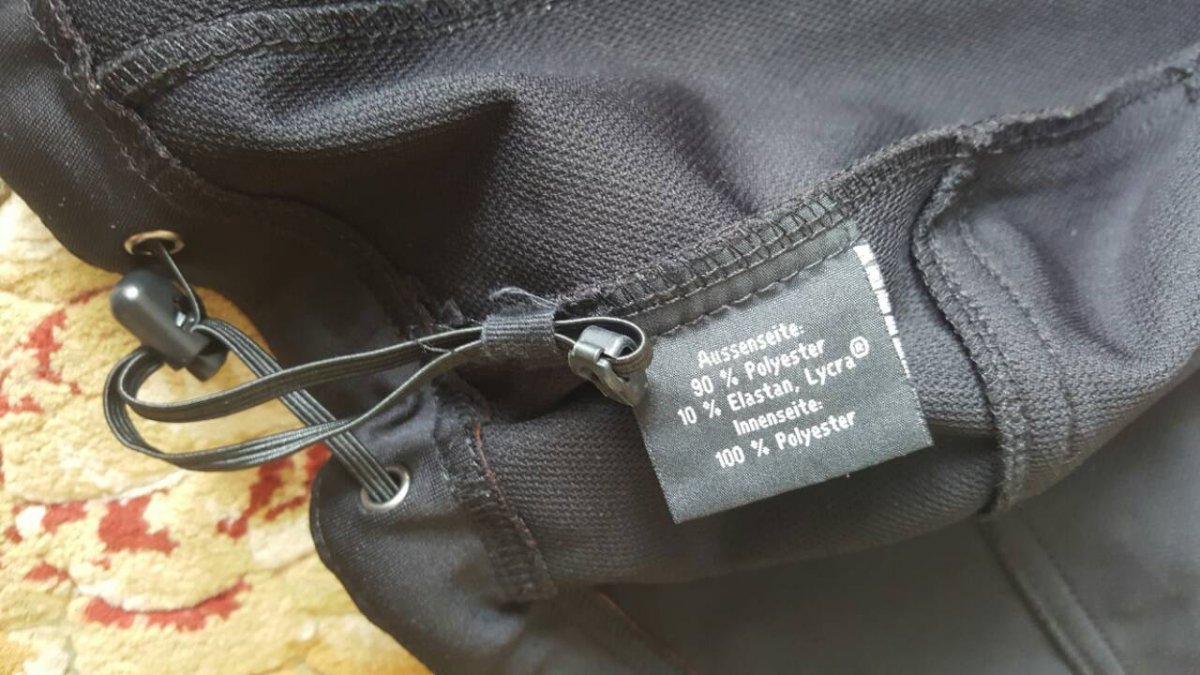 Aussenseite:
90 % Polyester
10 % Elastan, Lycra®
Innenseite:
100 % Polyester